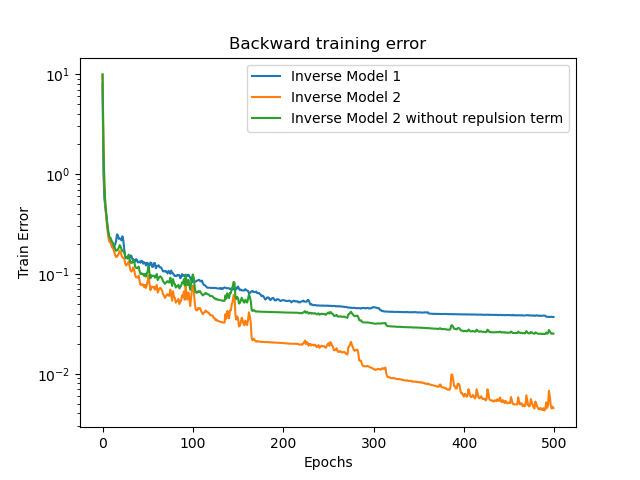 Backward training error
Inverse Model 1
Inverse Model 2
Inverse Model 2 without repulsion term
Train Error
10¹
10⁰
10⁻¹
10⁻²
0 100 200 300 400 500
Epochs